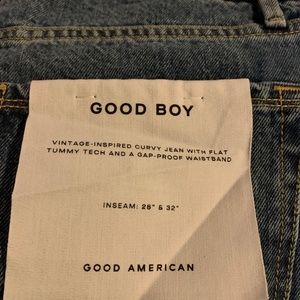 GOOD BOY
VINTAGE-INSPIRED CURVY JEAN WITH FLAT
TUMMY TECH AND A GAP-PROOF WAISTBAND
INSEAM: 28" & 32"
GOOD AMERICAN